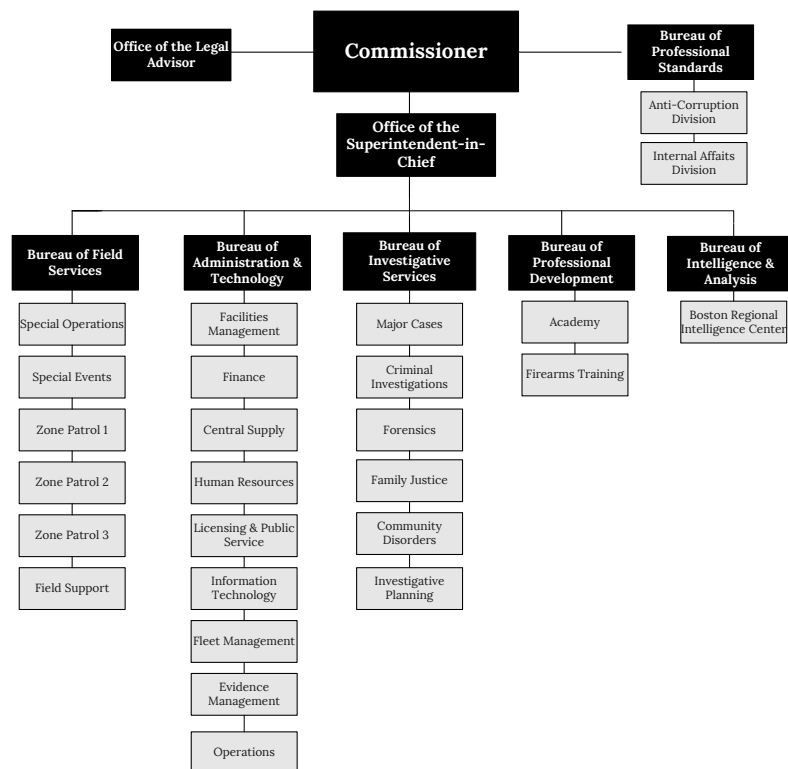 Office of the Legal
Advisor
Commissioner
Bureau of
Professional
Standards
Anti-Corruption
Division
Internal Affaits
Division
Office of the
Superintendent-in-
Chief
Bureau of Field
Services
Special Operations
Special Events
Zone Patrol 1
Zone Patrol 2
Zone Patrol 3
Field Support
Bureau of
Administration &
Technology
Facilities
Management
Finance
Central Supply
Human Resources
Licensing & Public
Service
Information
Technology
Fleet Management
Evidence
Management
Operations
Bureau of
Investigative
Services
Major Cases
Criminal
Investigations
Forensics
Family Justice
Community
Disorders
Investigative
Planning
Bureau of
Professional
Development
Academy
Firearms Training
Bureau of
Intelligence &
Analysis
Boston Regional
Intelligence Center